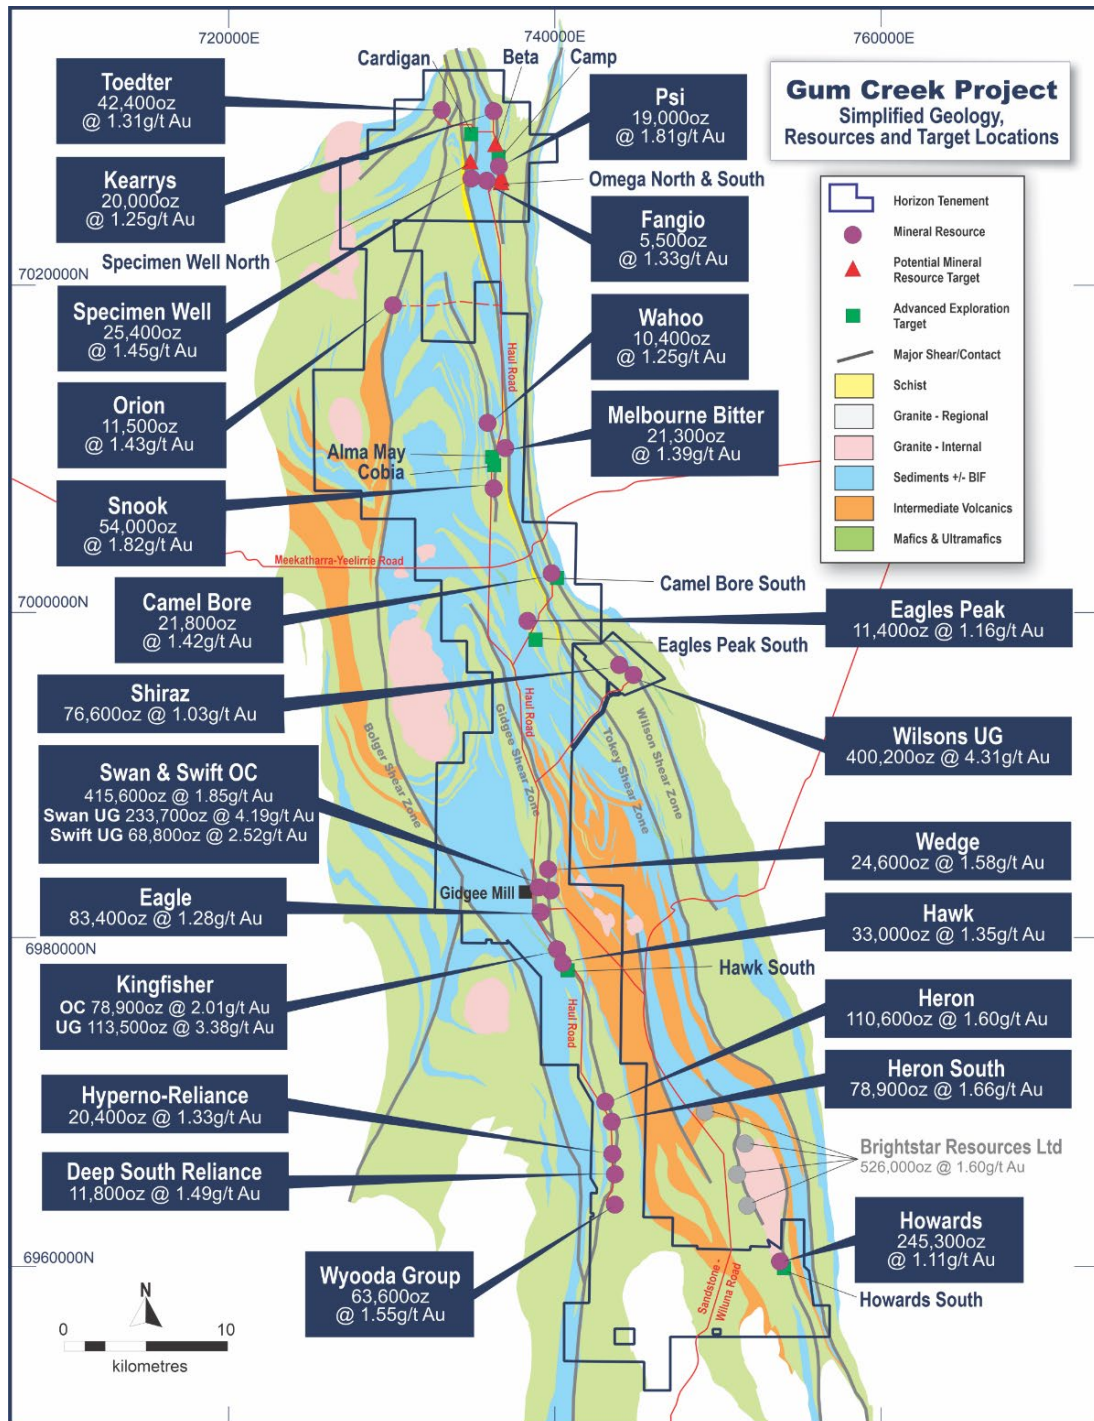 720000E
740000E
760000E
Cardigan
Beta
Camp
Gum Creek Project
Simplified Geology,
Resources and Target Locations
Toedter
42,400oz
@ 1.31g/t Au
Psi
19,000oz
@ 1.81g/t Au
Kearrys
20,000oz
@ 1.25g/t Au
Omega North & South
Fangio
5,500oz
@ 1.33g/t Au
Specimen Well North
7020000N
Specimen Well
25,400oz
@ 1.45g/t Au
Wahoo
10,400oz
@ 1.25g/t Au
Haul Road
Orion
11,500oz
@ 1.43g/t Au
Melbourne Bitter
21,300oz
@ 1.39g/t Au
Alma May
Cobia
Snook
54,000oz
@ 1.82g/t Au
Meekatharra-Yeelirrie Road
Horizon Tenement
Mineral Resource
Potential Mineral
Resource Target
Advanced Exploration
Target
Major Shear/Contact
Schist
Granite - Regional
Granite - Internal
Sediments +/- BIF
Intermediate Volcanics
Mafics & Ultramafics
Camel Bore South
7000000N
Camel Bore
21,800oz
@ 1.42g/t Au
Eagles Peak
11,400oz @ 1.16g/t Au
Eagles Peak South
Shiraz
76,600oz @ 1.03g/t Au
Haul Road
Bolger Shear Zone
Gidgee Shear Zone
Tokey Shear Zone
Wilson Shear Zone
Wilsons UG
400,200oz @ 4.31g/t Au
Swan & Swift OC
415,600oz @ 1.85g/t Au
Swan UG 233,700oz @ 4.19g/t Au
Swift UG 68,800oz @ 2.52g/t Au
Wedge
24,600oz @ 1.58g/t Au
Gidgee Mill
Eagle
83,400oz @ 1.28g/t Au
Hawk
33,000oz @ 1.35g/t Au
6980000N
Hawk South
Kingfisher
OC 78,900oz @ 2.01g/t Au
UG 113,500oz @ 3.38g/t Au
Haul Road
Heron
110,600oz @ 1.60g/t Au
Heron South
78,900oz @ 1.66g/t Au
Hyperno-Reliance
20,400oz @ 1.33g/t Au
Brightstar Resources Ltd
526,000oz @ 1.60g/t Au
Deep South Reliance
11,800oz @ 1.49g/t Au
Howards
245,300oz
@ 1.11g/t Au
6960000N
Wyooda Group
63,600oz
@ 1.55g/t Au
Sandstone -
Wiluna Road
Howards South
N
0
10
kilometres